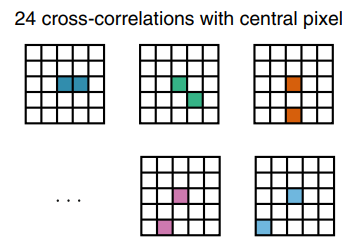 24 cross-correlations with central pixel
...